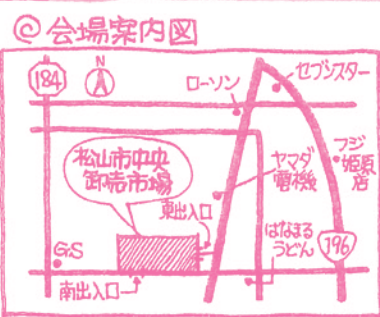 @会場案内図
184
N
ローソン
セブンスター
松山市中央
卸売市場
ヤマダ
電機
フジ
姫原
店
東出入口
はなまる
うどん
196
G.S
南出入口